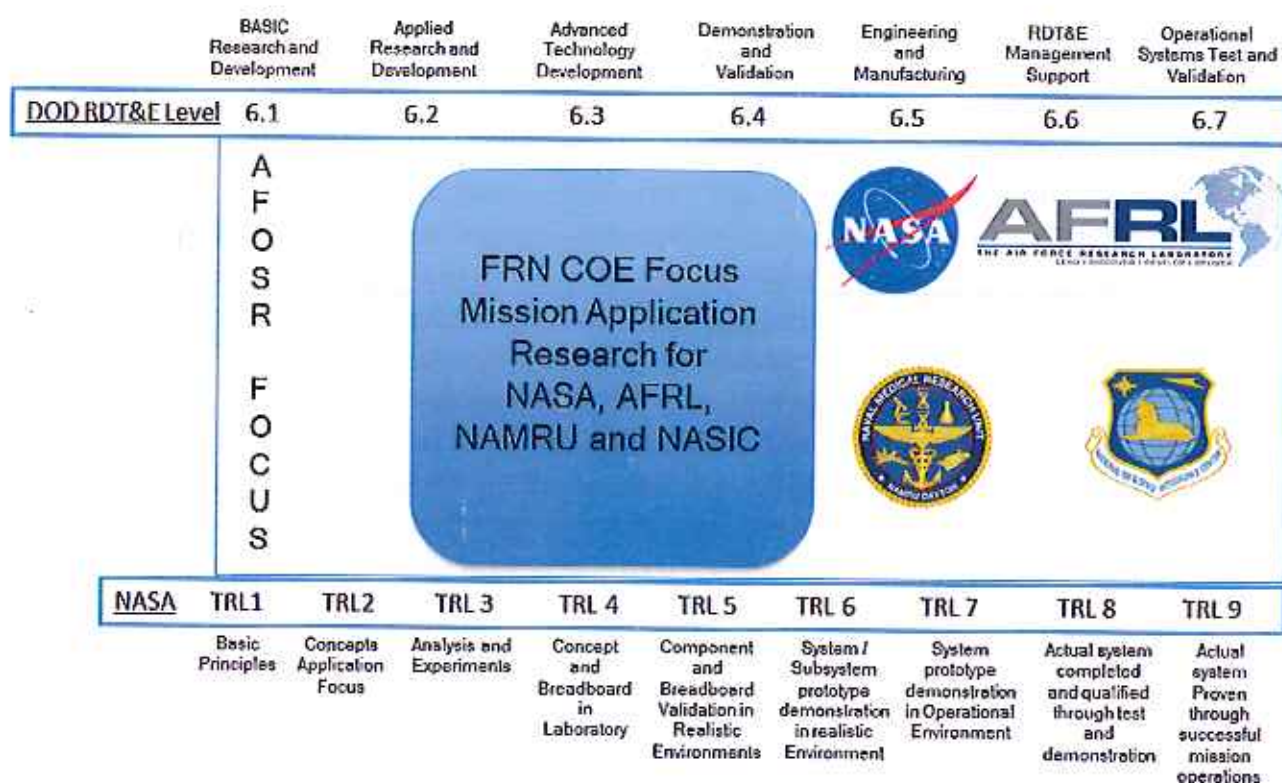 BASIC
Research and
Development
Applied
Research and
Development
Advanced
Technology
Development
Demonstration
and
Validation
Engineering
and
Manufacturing
RDT&E
Management
Support
Operational
Systems Test and
Validation
DOD RDT&E Level 6.1 6.2 6.3 6.4 6.5 6.6 6.7
A
F
O
S
R
F
O
C
U
S
FRN COE Focus
Mission Application
Research for
NASA, AFRL,
NAMRU and NASIC
NASA
AFRL
THE AIR FORCE RESEARCH LABORATORY
NAVAL MEDICAL RESEARCH UNIT
NAMRU DAYTON
NASA TRL1 TRL2 TRL 3 TRL 4 TRL 5 TRL 6 TRL 7 TRL 8 TRL 9
Basic
Principles
Concepts
Application
Focus
Analysis and
Experiments
Concept
and
Breadboard
in
Laboratory
Component
and
Breadboard
Validation in
Realistic
Environments
System /
Subsystem
prototype
demonstration
in realistic
Environment
System
prototype
demonstration
in Operational
Environment
Actual system
completed
and qualified
through test
and
demonstration
Actual
system
Proven
through
successful
mission
operations